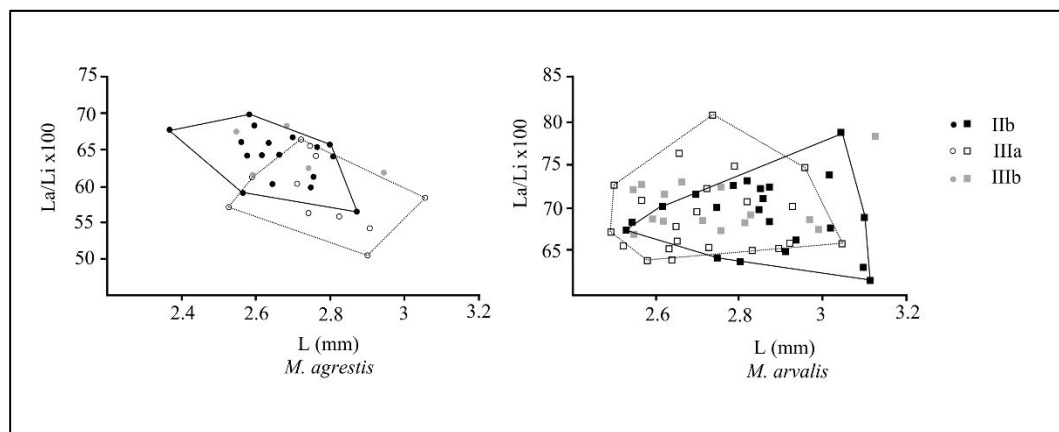 La/Li x100
75
70
65
60
55
50
2.4
2.6
2.8
3
3.2
L (mm)
M. agrestis
La/Li x100
85
80
75
70
65
2.6
2.8
3
3.2
L (mm)
M. arvalis
IIb
IIIa
IIIb